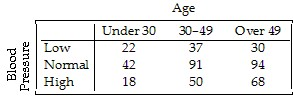 Age
Under 30 30–49 Over 49
Blood Pressure
Low 22 37 30
Normal 42 91 94
High 18 50 68